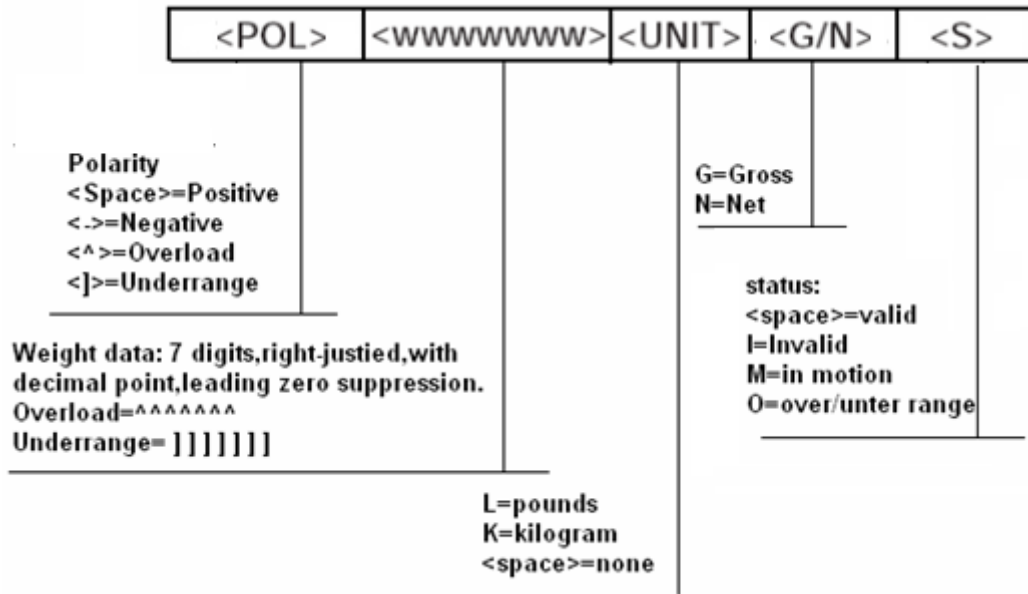 <POL> <wwwwwww> <UNIT> <G/N> <S>
Polarity
<Space>=Positive
<->=Negative
<^>=Overload
<]>=Underrange
G=Gross
N=Net
status:
<space>=valid
I=Invalid
M=in motion
O=over/unter range
Weight data: 7 digits,right-justied,with
decimal point,leading zero suppression.
Overload=^^^^^^^
Underrange= ] ] ] ] ] ] ]
L=pounds
K=kilogram
<space>=none